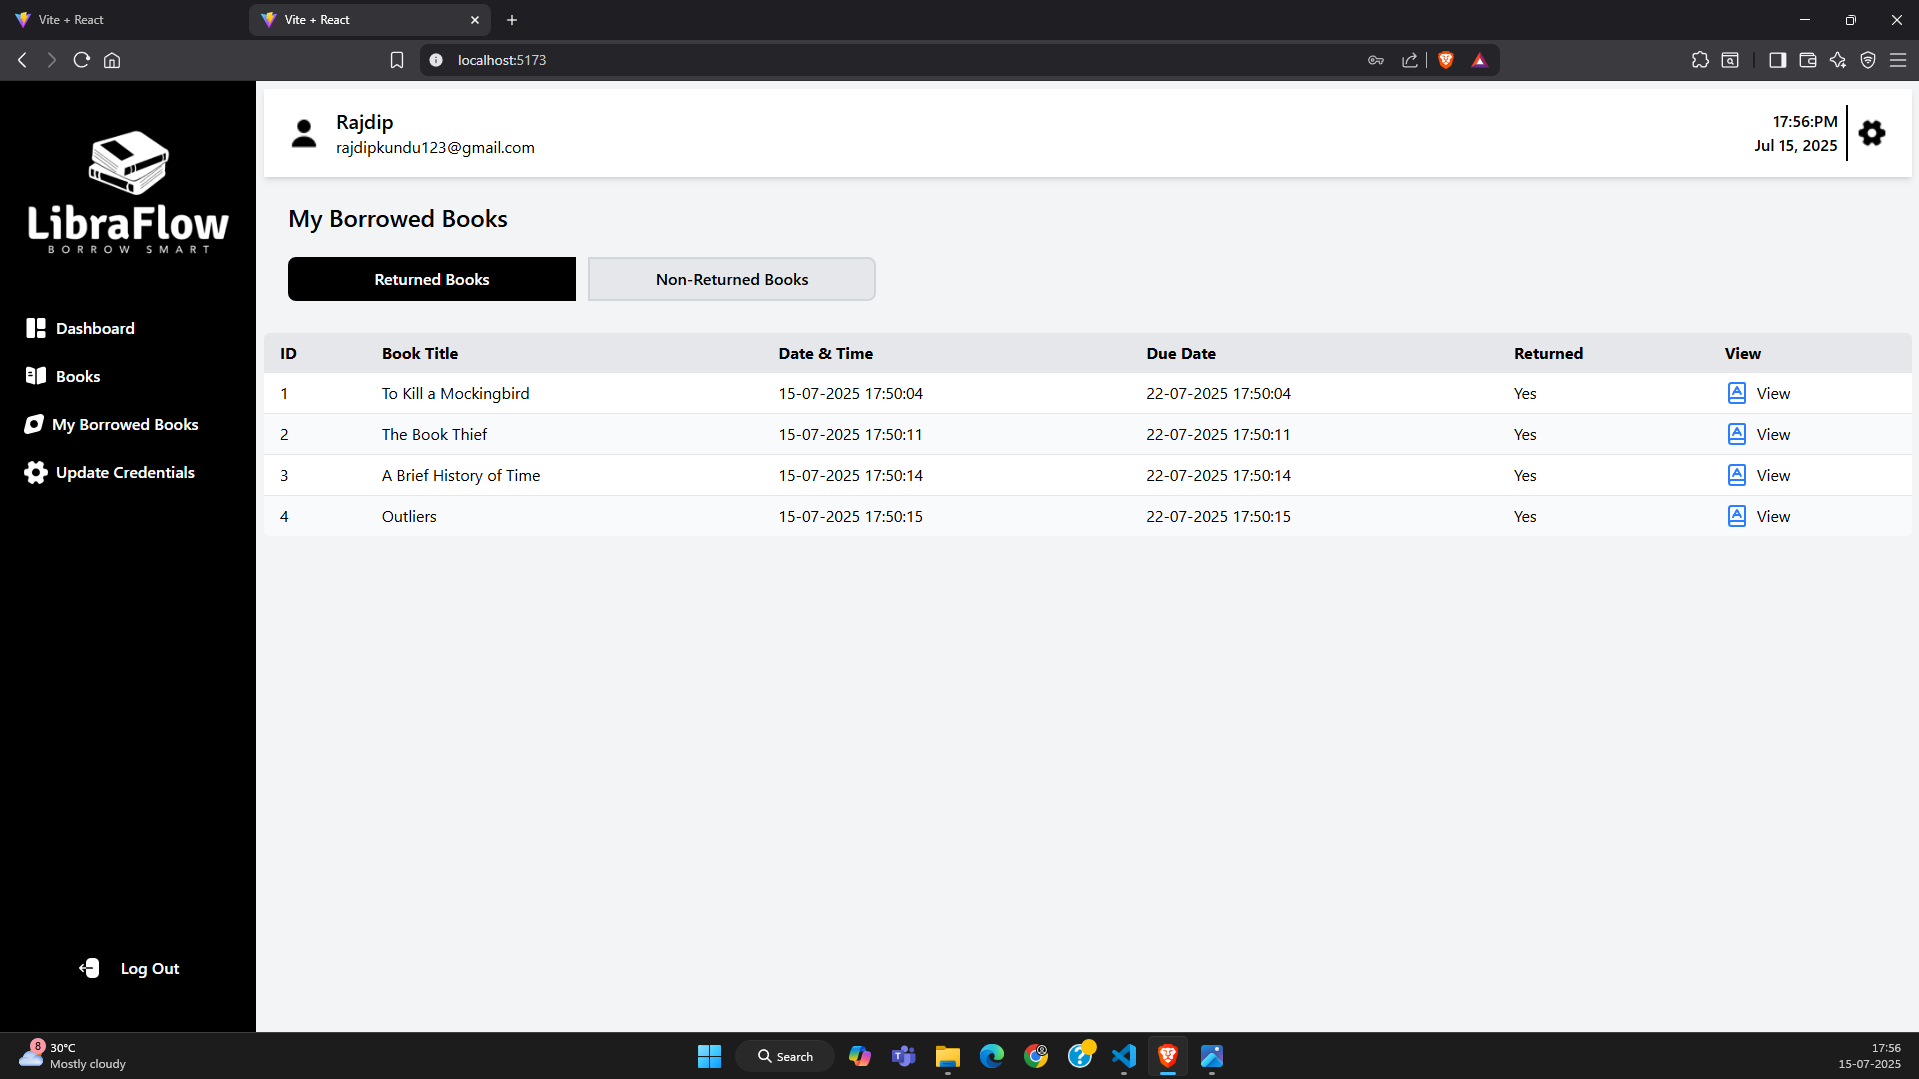 Vite + React
Vite + React
localhost:5173
LibraFlow
BORROW SMART
Dashboard
Books
My Borrowed Books
Update Credentials
Log Out
Rajdip
rajdipkundu123@gmail.com
17:56:PM
Jul 15, 2025
My Borrowed Books
Returned Books Non-Returned Books
ID Book Title Date & Time Due Date Returned View
1 To Kill a Mockingbird 15-07-2025 17:50:04 22-07-2025 17:50:04 Yes View
2 The Book Thief 15-07-2025 17:50:11 22-07-2025 17:50:11 Yes View
3 A Brief History of Time 15-07-2025 17:50:14 22-07-2025 17:50:14 Yes View
4 Outliers 15-07-2025 17:50:15 22-07-2025 17:50:15 Yes View
8
30°C
Mostly cloudy
Search
17:56
15-07-2025